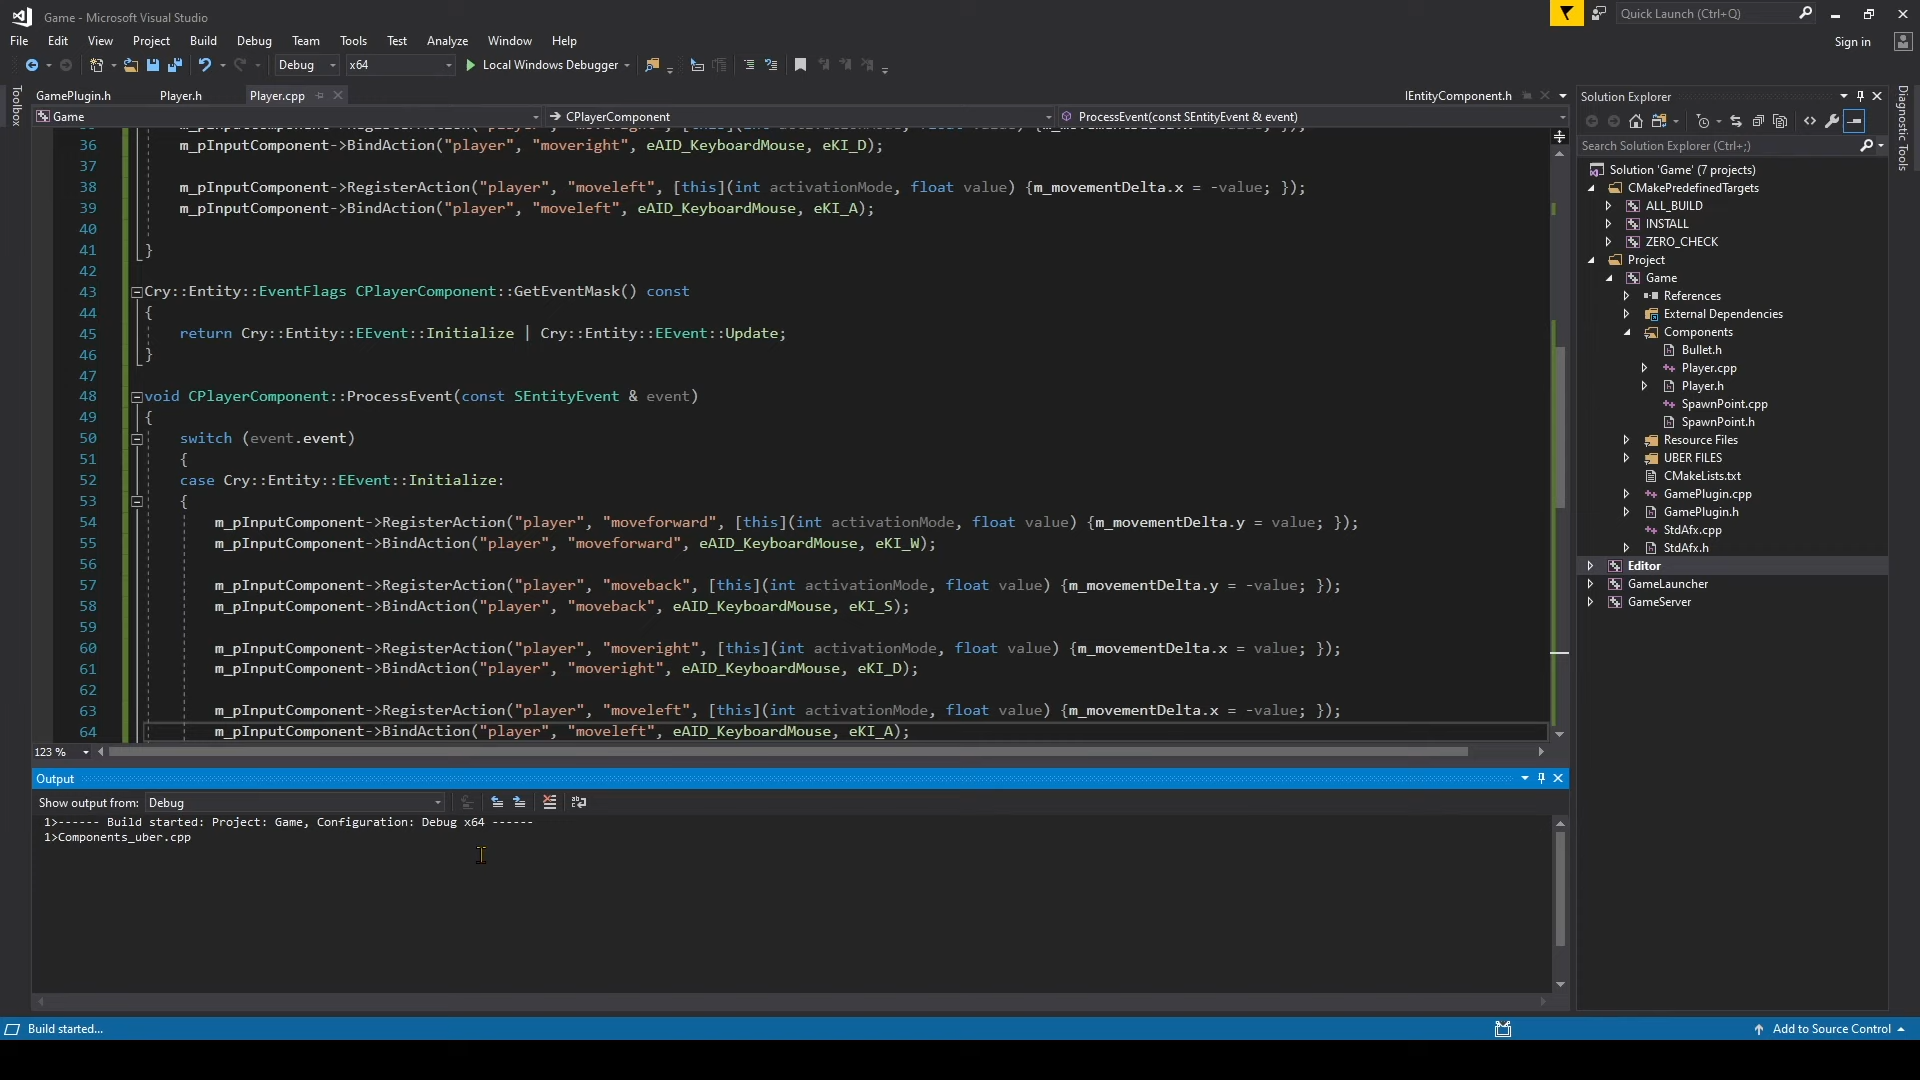 Game - Microsoft Visual Studio
Quick Launch (Ctrl+Q)
File Edit View Project Build Debug Team Tools Test Analyze Window Help
Sign in
Debug x64 Local Windows Debugger
Toolbox
GamePlugin.h Player.h Player.cpp IEntityComponent.h
Game CPlayerComponent ProcessEvent(const SEntityEvent & event)
36 m_pInputComponent->BindAction("player", "moveright", eAID_KeyboardMouse, eKI_D);
37
38 m_pInputComponent->RegisterAction("player", "moveleft", [this](int activationMode, float value) {m_movementDelta.x = -value; });
39 m_pInputComponent->BindAction("player", "moveleft", eAID_KeyboardMouse, eKI_A);
40
41 }
42
43 Cry::Entity::EventFlags CPlayerComponent::GetEventMask() const
44 {
45 return Cry::Entity::EEvent::Initialize | Cry::Entity::EEvent::Update;
46 }
47
48 void CPlayerComponent::ProcessEvent(const SEntityEvent & event)
49 {
50 switch (event.event)
51 {
52 case Cry::Entity::EEvent::Initialize:
53 {
54 m_pInputComponent->RegisterAction("player", "moveforward", [this](int activationMode, float value) {m_movementDelta.y = value; });
55 m_pInputComponent->BindAction("player", "moveforward", eAID_KeyboardMouse, eKI_W);
56
57 m_pInputComponent->RegisterAction("player", "moveback", [this](int activationMode, float value) {m_movementDelta.y = -value; });
58 m_pInputComponent->BindAction("player", "moveback", eAID_KeyboardMouse, eKI_S);
59
60 m_pInputComponent->RegisterAction("player", "moveright", [this](int activationMode, float value) {m_movementDelta.x = value; });
61 m_pInputComponent->BindAction("player", "moveright", eAID_KeyboardMouse, eKI_D);
62
63 m_pInputComponent->RegisterAction("player", "moveleft", [this](int activationMode, float value) {m_movementDelta.x = -value; });
64 m_pInputComponent->BindAction("player", "moveleft", eAID_KeyboardMouse, eKI_A);
123 %
Output
Show output from: Debug
1>------ Build started: Project: Game, Configuration: Debug x64 ------
1>Components_uber.cpp
Solution Explorer
Search Solution Explorer (Ctrl+;)
Solution 'Game' (7 projects)
CMakePredefinedTargets
ALL_BUILD
INSTALL
ZERO_CHECK
Project
Game
References
External Dependencies
Components
Bullet.h
Player.cpp
Player.h
SpawnPoint.cpp
SpawnPoint.h
Resource Files
UBER FILES
CMakeLists.txt
GamePlugin.cpp
GamePlugin.h
StdAfx.cpp
StdAfx.h
Editor
GameLauncher
GameServer
Diagnostic Tools
Build started...
Add to Source Control